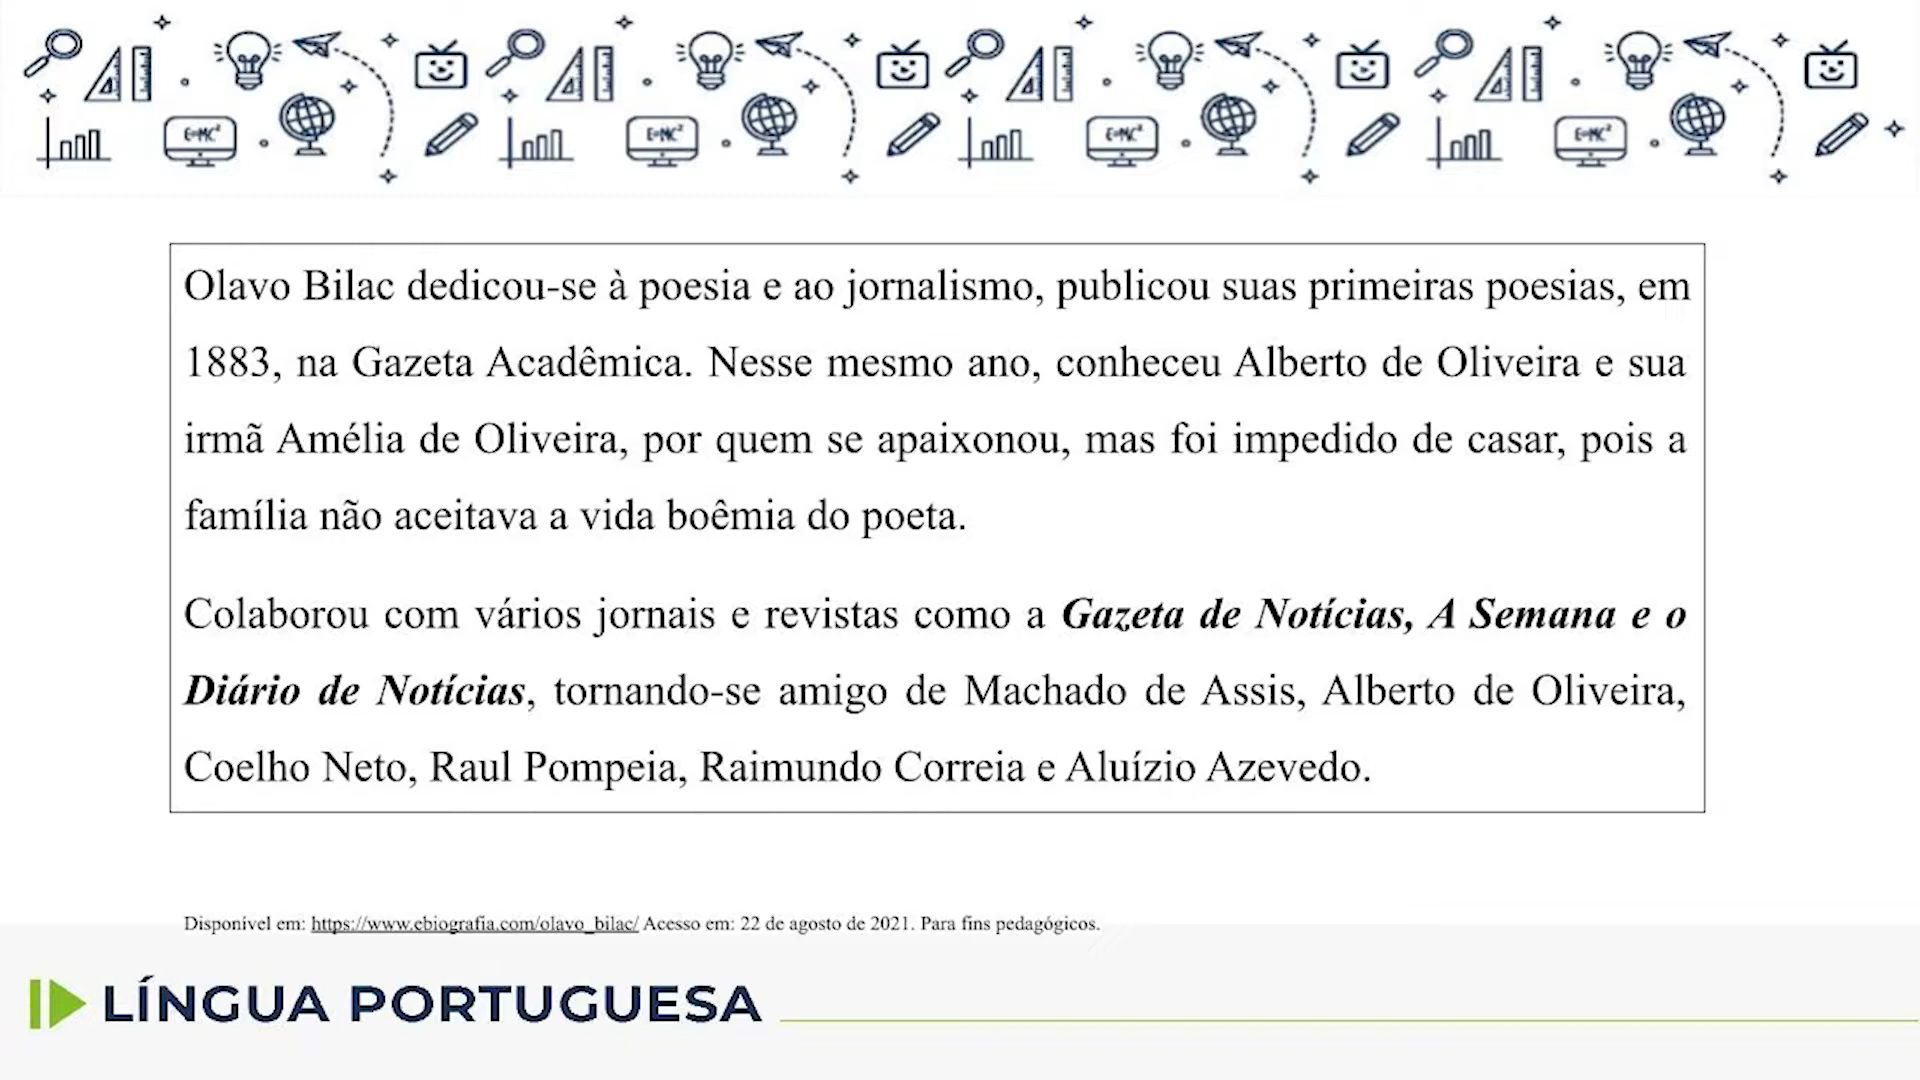 E=MC²
E=MC²
E=MC²
E=MC²
Olavo Bilac dedicou-se à poesia e ao jornalismo, publicou suas primeiras poesias, em
1883, na Gazeta Acadêmica. Nesse mesmo ano, conheceu Alberto de Oliveira e sua
irmã Amélia de Oliveira, por quem se apaixonou, mas foi impedido de casar, pois a
família não aceitava a vida boêmia do poeta.
Colaborou com vários jornais e revistas como a Gazeta de Notícias, A Semana e o
Diário de Notícias, tornando-se amigo de Machado de Assis, Alberto de Oliveira,
Coelho Neto, Raul Pompeia, Raimundo Correia e Aluízio Azevedo.
Disponível em: https://www.ebiografia.com/olavo_bilac/ Acesso em: 22 de agosto de 2021. Para fins pedagógicos.
LÍNGUA PORTUGUESA